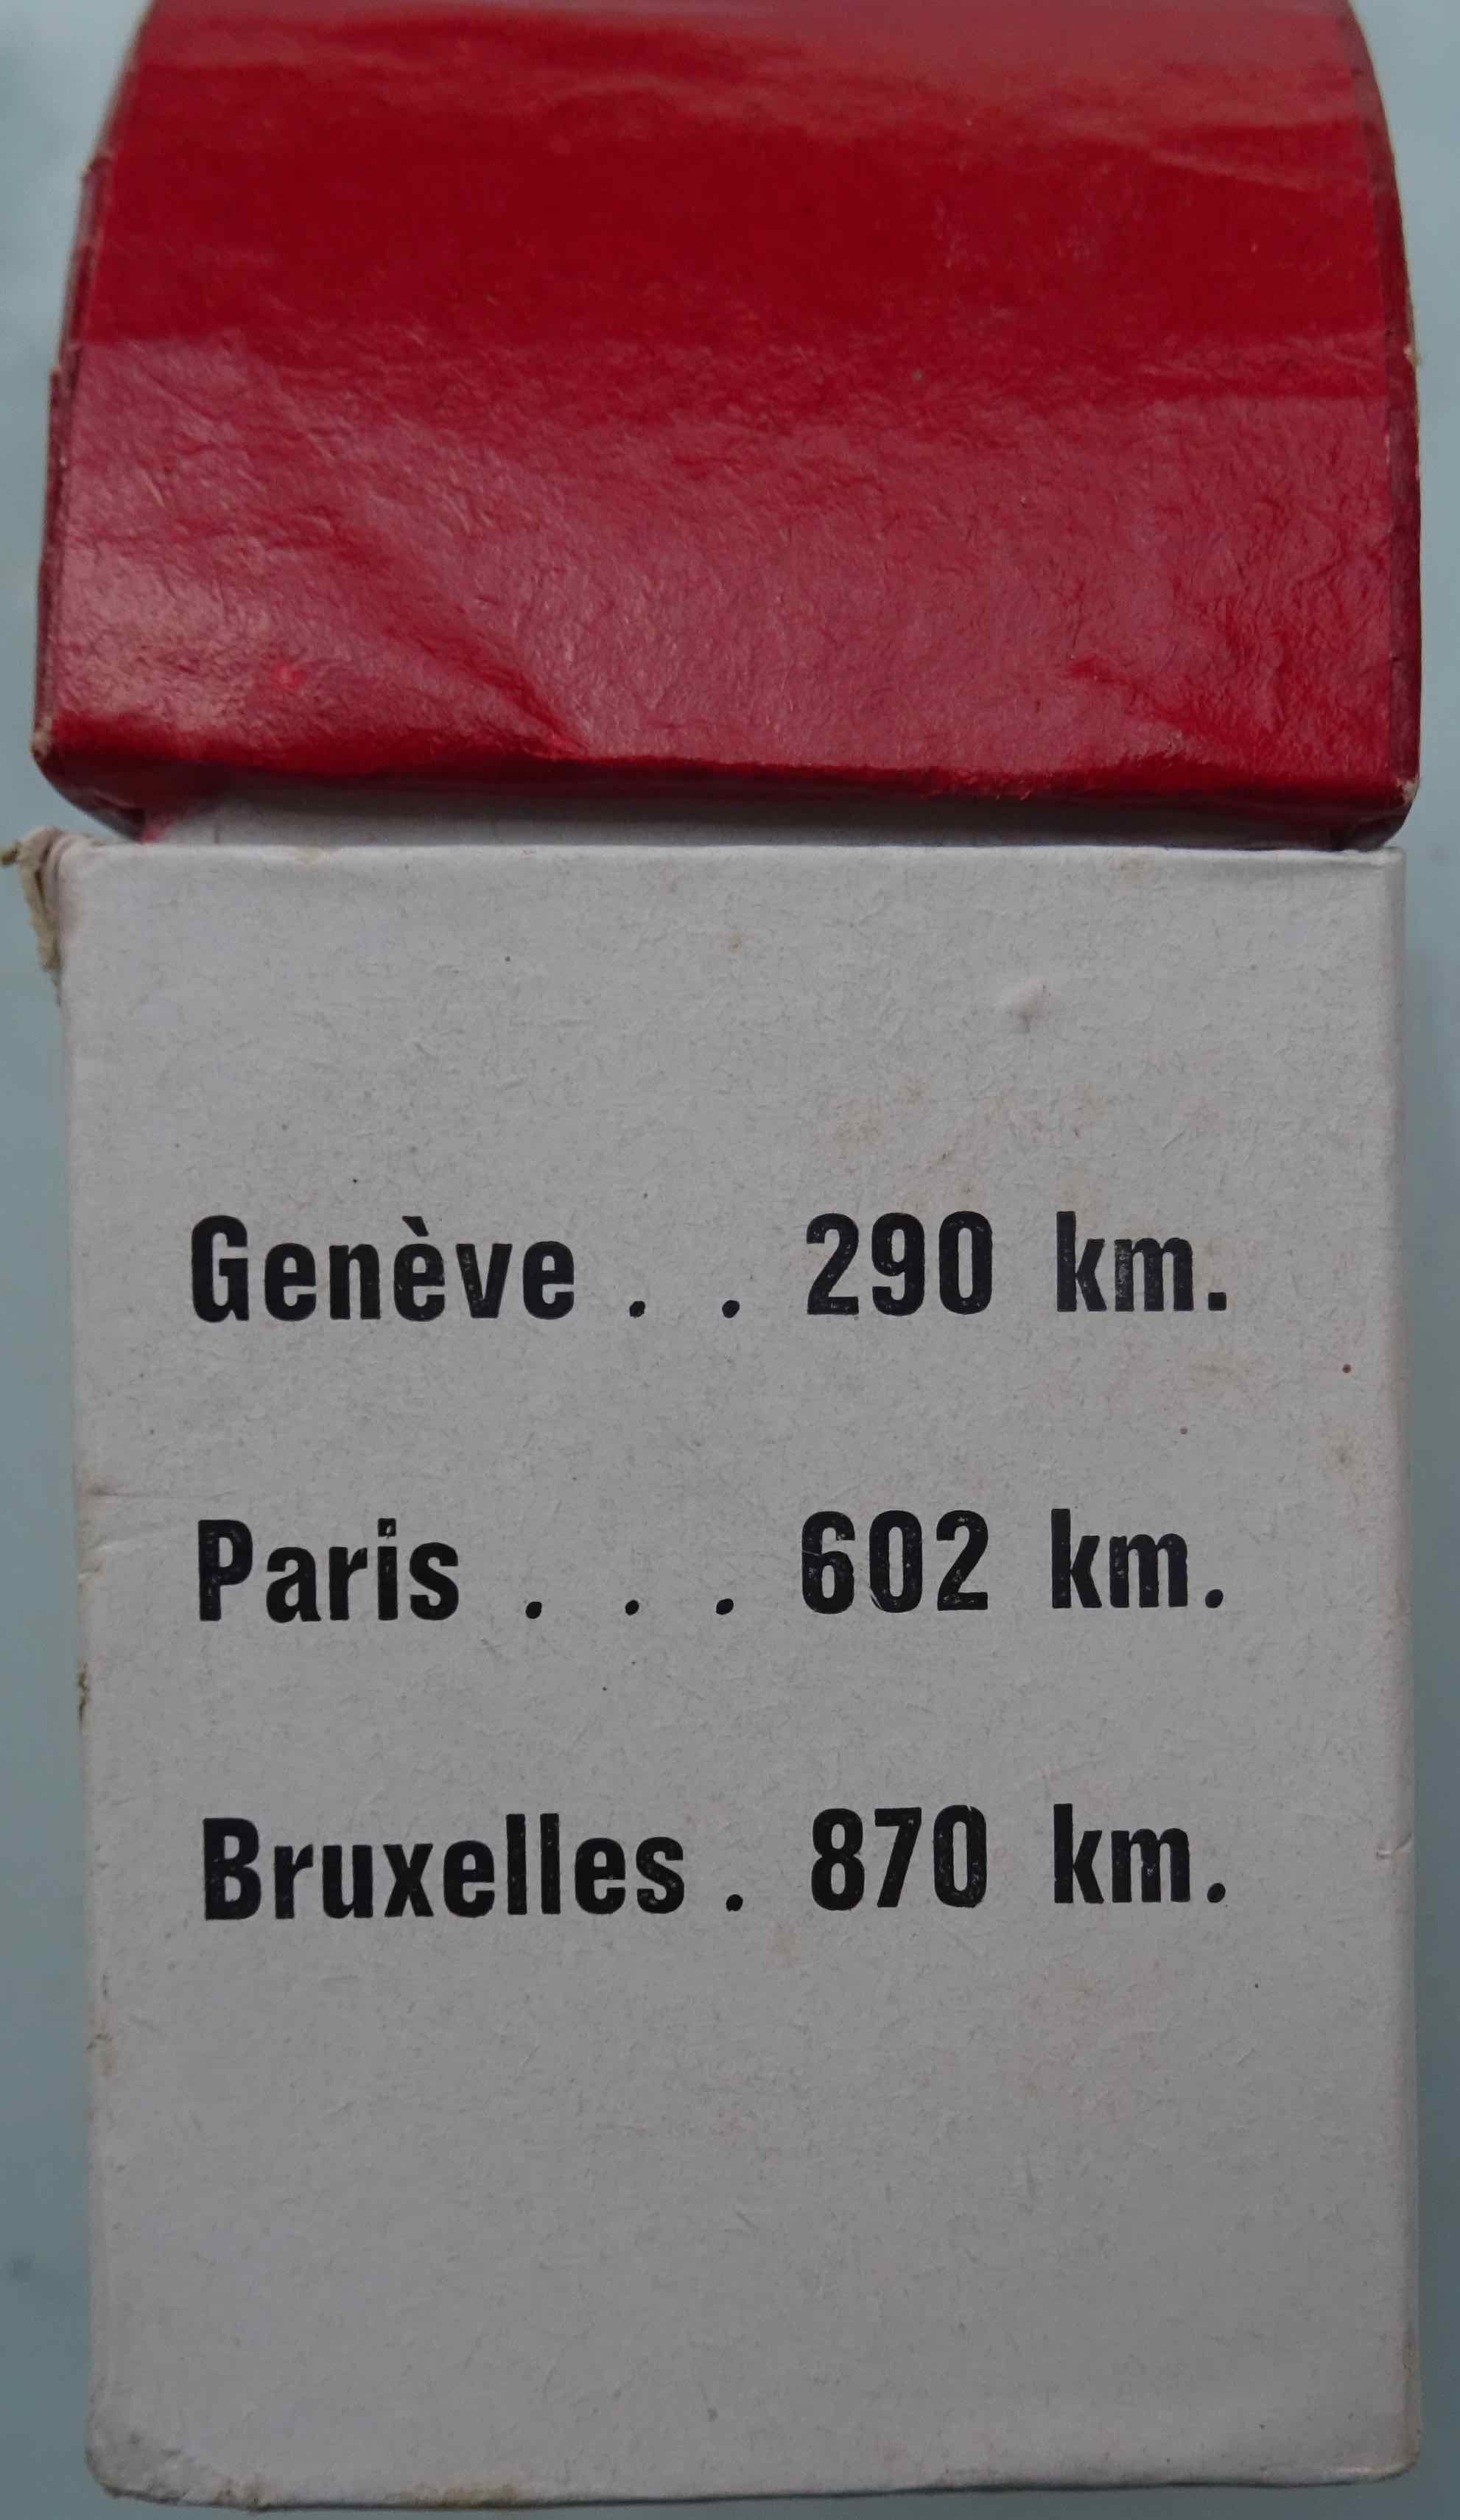 Genève . . 290 km.
Paris . . . 602 km.
Bruxelles . 870 km.